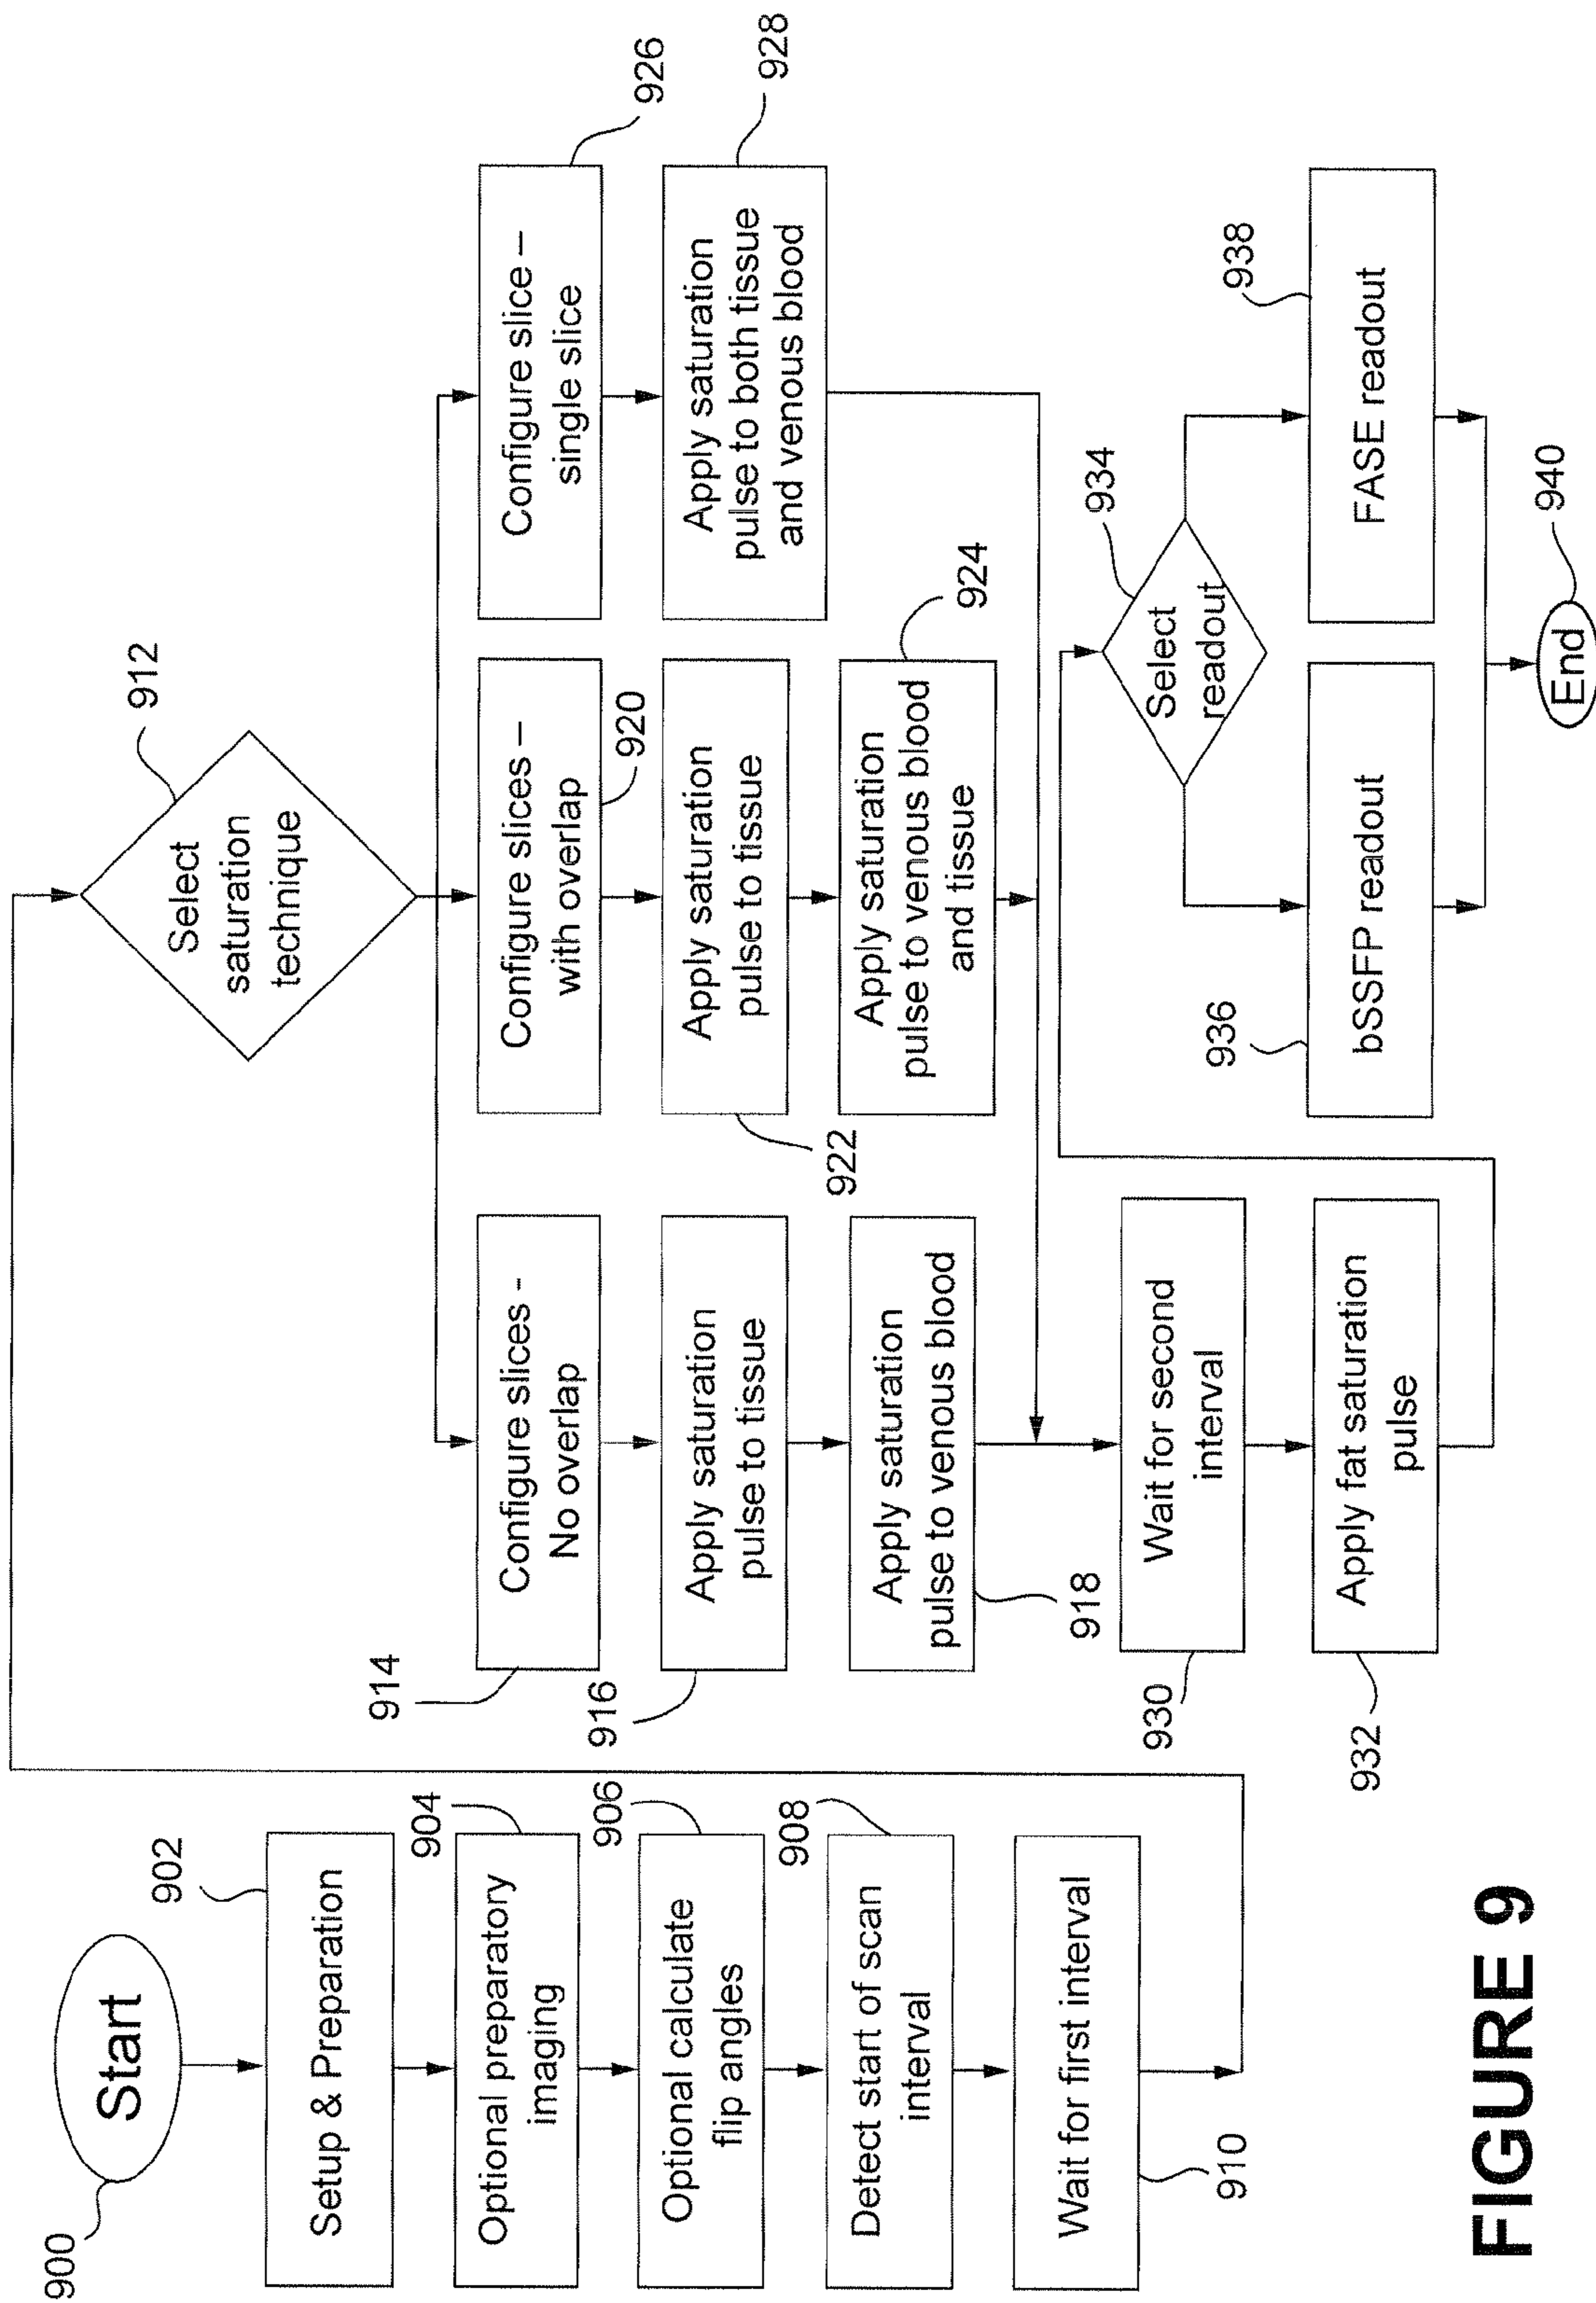 Start
900
Setup & Preparation
902
Optional preparatory
imaging
904
Optional calculate
flip angles
906
Detect start of scan
interval
908
Wait for first interval
910
Select
saturation
technique
912
Configure slices -
No overlap
914
Apply saturation
pulse to tissue
916
Apply saturation
pulse to venous blood
918
Configure slices –
with overlap
920
Apply saturation
pulse to tissue
922
Apply saturation
pulse to venous blood
and tissue
924
Configure slice –
single slice
926
Apply saturation
pulse to both tissue
and venous blood
928
Wait for second
interval
930
Apply fat saturation
pulse
932
Select
readout
934
bSSFP readout
936
FASE readout
938
End
940
FIGURE 9